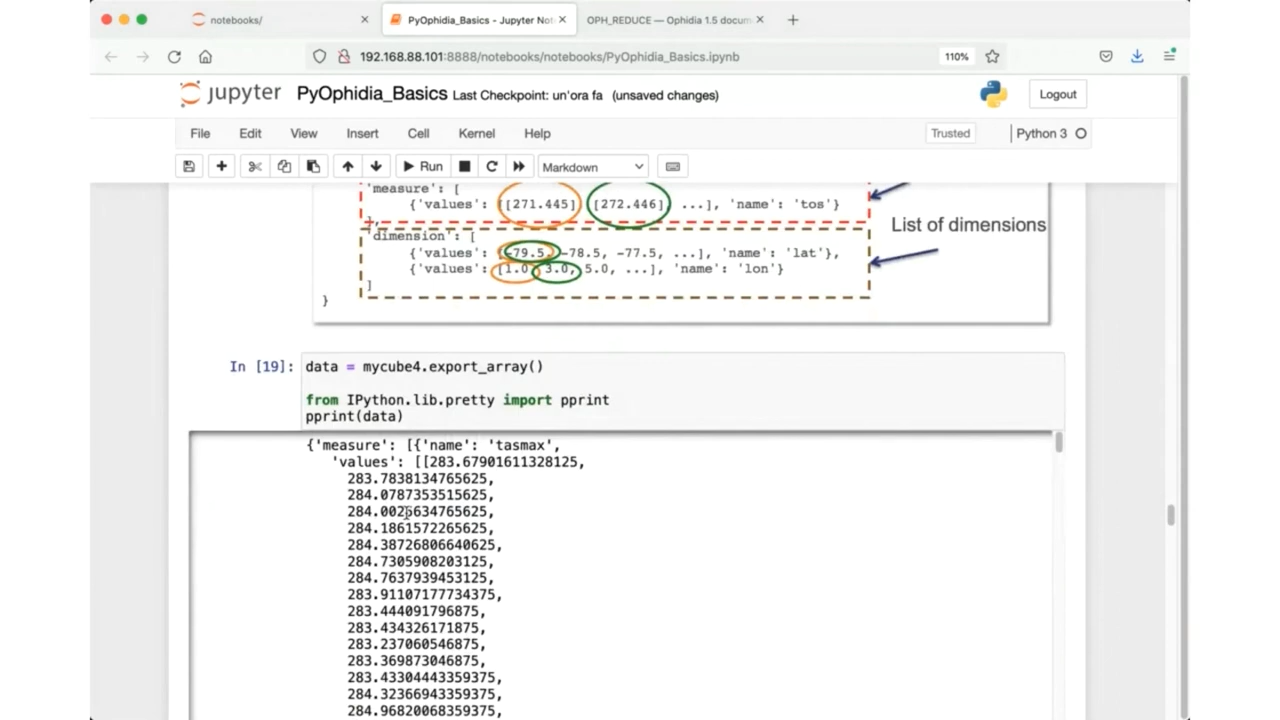 notebooks/
PyOphidia_Basics - Jupyter Not
OPH_REDUCE — Ophidia 1.5 docum
192.168.88.101:8888/notebooks/notebooks/PyOphidia_Basics.ipynb
110%
jupyter PyOphidia_Basics Last Checkpoint: un'ora fa (unsaved changes)
Logout
File Edit View Insert Cell Kernel Help
Trusted
Python 3
Run
Markdown
'measure': [
{'values': [[271.445] [272.446], ...], 'name': 'tos'}
},
List of dimensions
'dimension': [
{'values': [-79.5, -78.5, -77.5, ...], 'name': 'lat'},
{'values': [1.0, 3.0, 5.0, ...], 'name': 'lon'}
]
}
In [19]: data = mycube4.export_array()
from IPython.lib.pretty import pprint
pprint(data)
{'measure': [{'name': 'tasmax',
'values': [[283.67901611328125,
283.7838134765625,
284.0787353515625,
284.0026634765625,
284.1861572265625,
284.38726806640625,
284.7305908203125,
284.7637939453125,
283.91107177734375,
283.444091796875,
283.434326171875,
283.237060546875,
283.369873046875,
283.43304443359375,
284.32366943359375,
284.96820068359375,